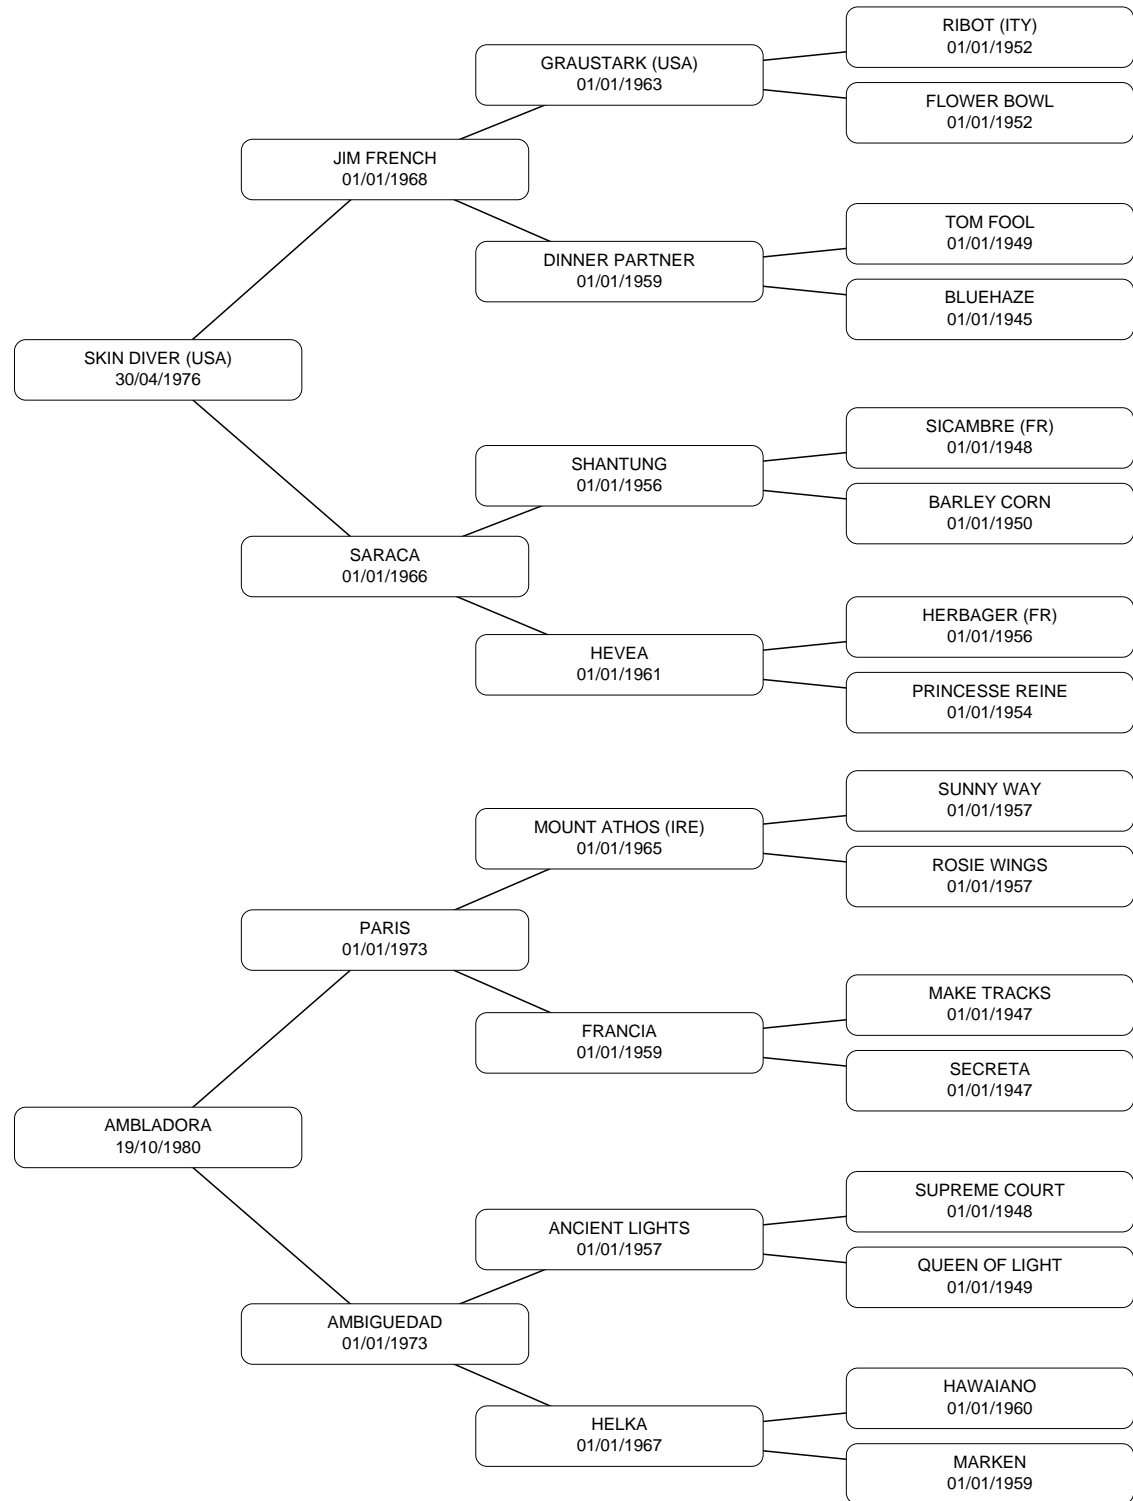 RIBOT (ITY)
01/01/1952
GRAUSTARK (USA)
01/01/1963
FLOWER BOWL
01/01/1952
JIM FRENCH
01/01/1968
TOM FOOL
01/01/1949
DINNER PARTNER
01/01/1959
BLUEHAZE
01/01/1945
SKIN DIVER (USA)
30/04/1976
SICAMBRE (FR)
01/01/1948
SHANTUNG
01/01/1956
BARLEY CORN
01/01/1950
SARACA
01/01/1966
HERBAGER (FR)
01/01/1956
HEVEA
01/01/1961
PRINCESSE REINE
01/01/1954
SUNNY WAY
01/01/1957
MOUNT ATHOS (IRE)
01/01/1965
ROSIE WINGS
01/01/1957
PARIS
01/01/1973
MAKE TRACKS
01/01/1947
FRANCIA
01/01/1959
SECRETA
01/01/1947
AMBLADORA
19/10/1980
SUPREME COURT
01/01/1948
ANCIENT LIGHTS
01/01/1957
QUEEN OF LIGHT
01/01/1949
AMBIGUEDAD
01/01/1973
HAWAIANO
01/01/1960
HELKA
01/01/1967
MARKEN
01/01/1959